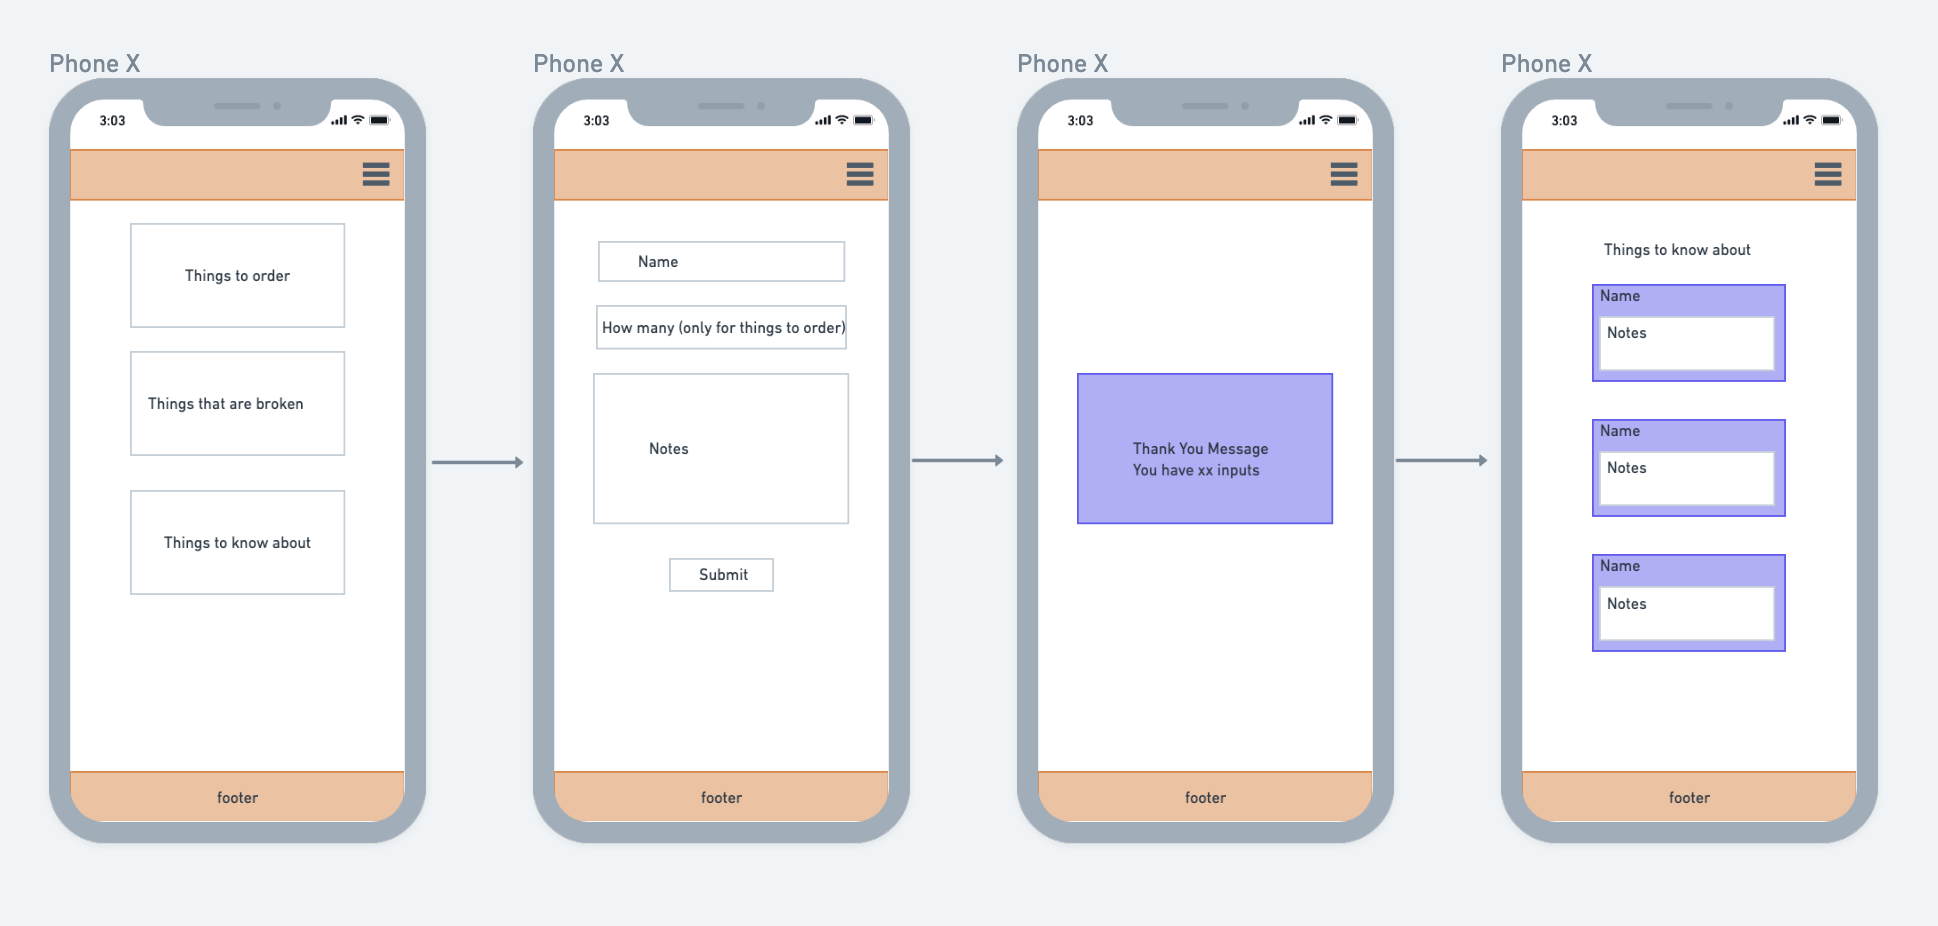 Phone X
3:03
Things to order
Things that are broken
Things to know about
footer
Phone X
3:03
Name
How many (only for things to order)
Notes
Submit
footer
Phone X
3:03
Thank You Message
You have xx inputs
footer
Phone X
3:03
Things to know about
Name
Notes
Name
Notes
Name
Notes
footer